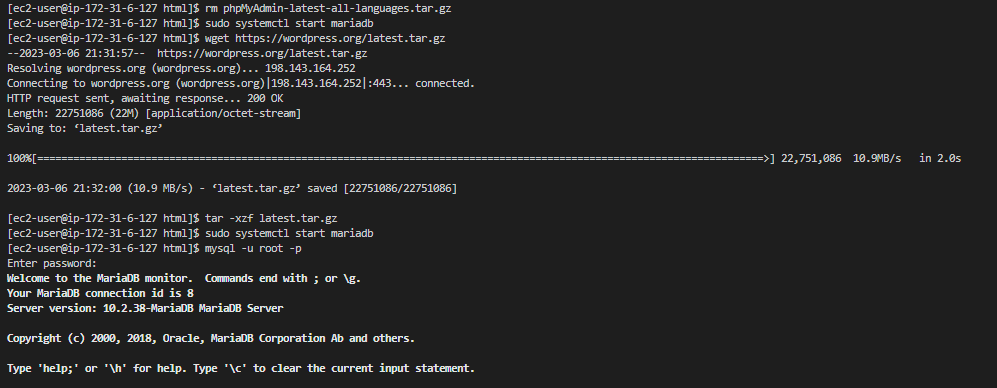 [ec2-user@ip-172-31-6-127 html]$ rm phpMyAdmin-latest-all-languages.tar.gz
[ec2-user@ip-172-31-6-127 html]$ sudo systemctl start mariadb
[ec2-user@ip-172-31-6-127 html]$ wget https://wordpress.org/latest.tar.gz
--2023-03-06 21:31:57--  https://wordpress.org/latest.tar.gz
Resolving wordpress.org (wordpress.org)... 198.143.164.252
Connecting to wordpress.org (wordpress.org)|198.143.164.252|:443... connected.
HTTP request sent, awaiting response... 200 OK
Length: 22751086 (22M) [application/octet-stream]
Saving to: ‘latest.tar.gz’
100%[=========================================================================================================================>] 22,751,086  10.9MB/s   in 2.0s
2023-03-06 21:32:00 (10.9 MB/s) - ‘latest.tar.gz’ saved [22751086/22751086]
[ec2-user@ip-172-31-6-127 html]$ tar -xzf latest.tar.gz
[ec2-user@ip-172-31-6-127 html]$ sudo systemctl start mariadb
[ec2-user@ip-172-31-6-127 html]$ mysql -u root -p
Enter password:
Welcome to the MariaDB monitor.  Commands end with ; or \g.
Your MariaDB connection id is 8
Server version: 10.2.38-MariaDB MariaDB Server
Copyright (c) 2000, 2018, Oracle, MariaDB Corporation Ab and others.
Type 'help;' or '\h' for help. Type '\c' to clear the current input statement.